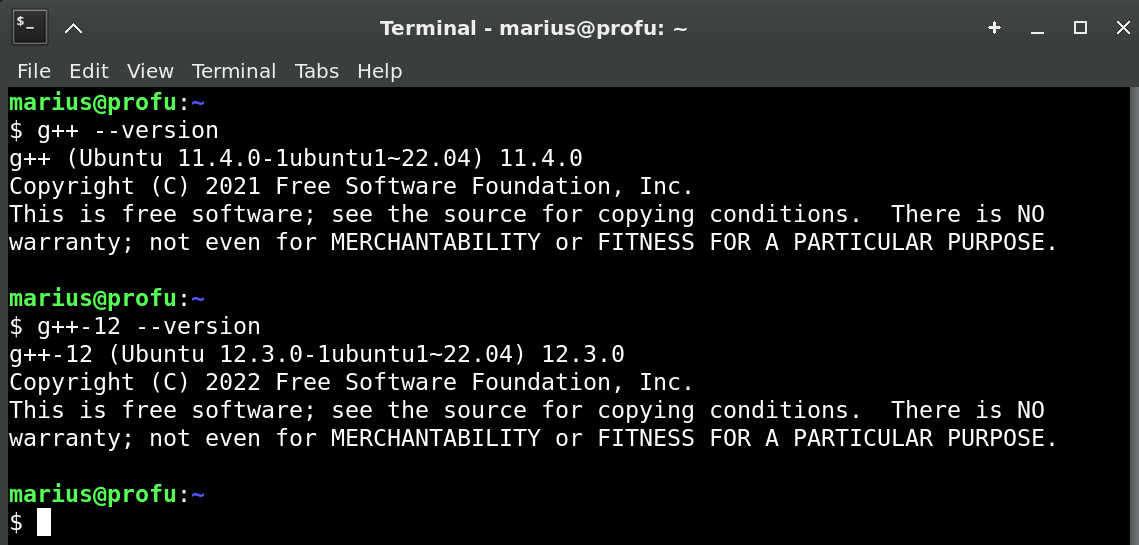 $_ Terminal - marius@profu: ~
File Edit View Terminal Tabs Help
marius@profu:~
$ g++ --version
g++ (Ubuntu 11.4.0-1ubuntu1~22.04) 11.4.0
Copyright (C) 2021 Free Software Foundation, Inc.
This is free software; see the source for copying conditions.  There is NO
warranty; not even for MERCHANTABILITY or FITNESS FOR A PARTICULAR PURPOSE.

marius@profu:~
$ g++-12 --version
g++-12 (Ubuntu 12.3.0-1ubuntu1~22.04) 12.3.0
Copyright (C) 2022 Free Software Foundation, Inc.
This is free software; see the source for copying conditions.  There is NO
warranty; not even for MERCHANTABILITY or FITNESS FOR A PARTICULAR PURPOSE.

marius@profu:~
$